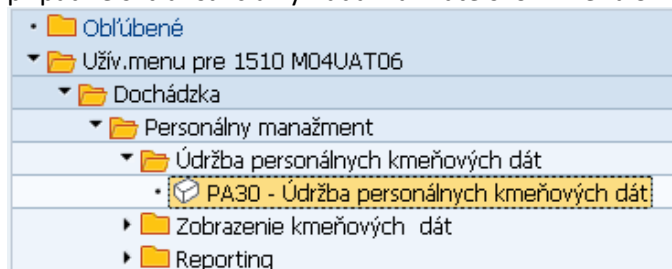 Obľúbené
Užív.menu pre 1510 M04UAT06
Dochádzka
Personálny manažment
Údržba personálnych kmeňových dát
PA30 - Údržba personálnych kmeňových dát
Zobrazenie kmeňových dát
Reporting